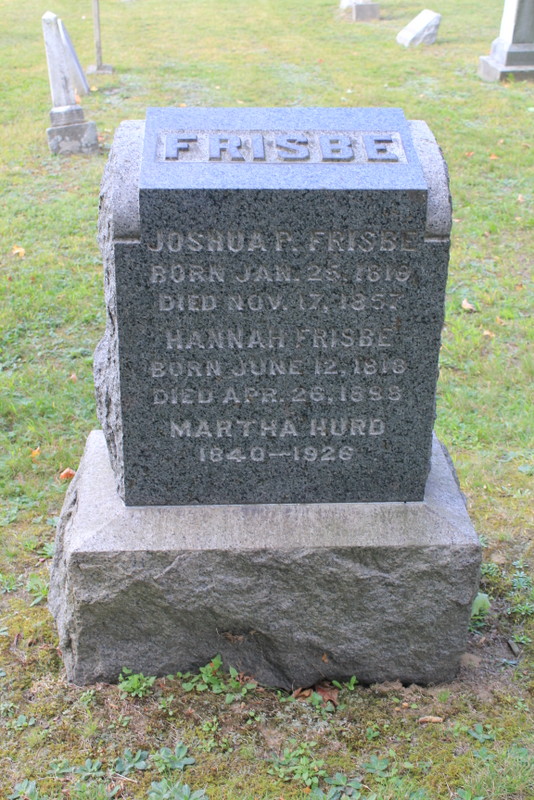 FRISBE
JOSHUA P. FRISBE
BORN JAN. 25, 1819
DIED NOV. 17, 1857
HANNAH FRISBE
BORN JUNE 12, 1818
DIED APR. 26, 1898
MARTHA HURD
1840–1926